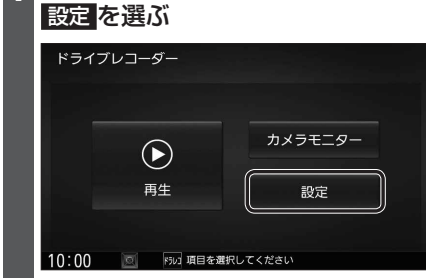 設定 を選ぶ
ドライブレコーダー
カメラモニター
再生
設定
10:00 ドラレコ 項目を選択してください